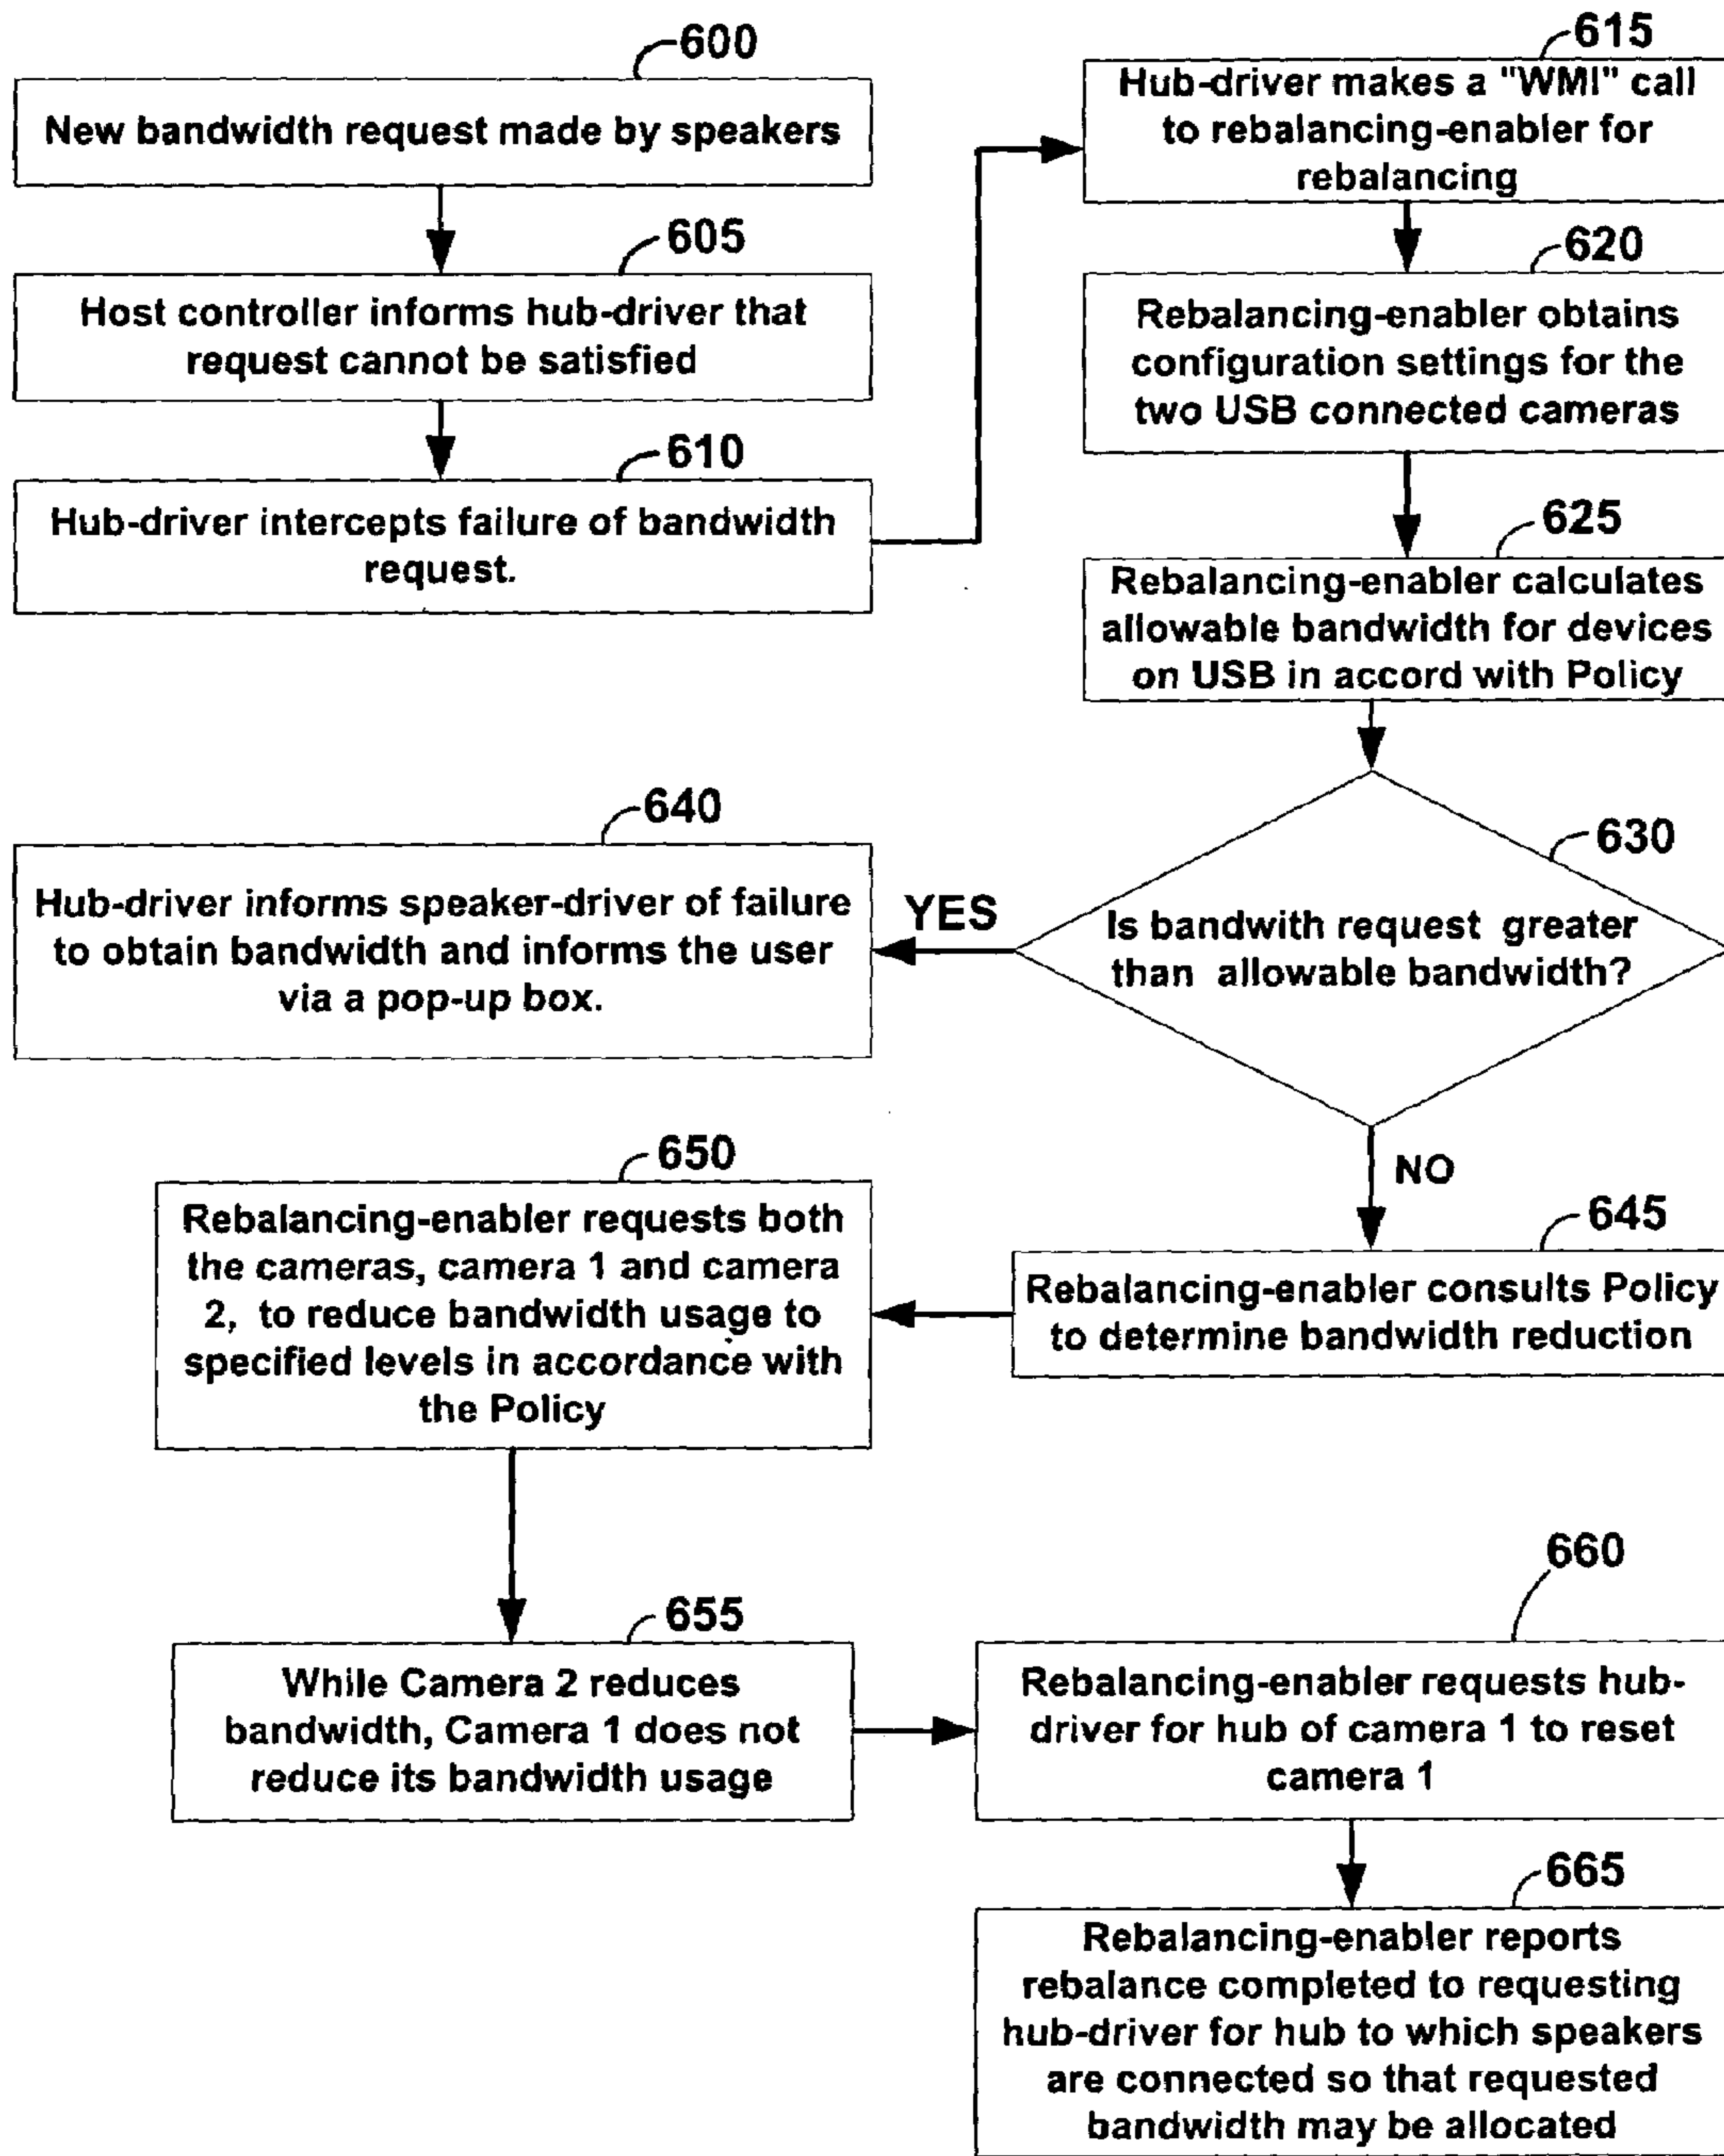 600
New bandwidth request made by speakers
605
Host controller informs hub-driver that
request cannot be satisfied
610
Hub-driver intercepts failure of bandwidth
request.
615
Hub-driver makes a "WMI" call
to rebalancing-enabler for
rebalancing
620
Rebalancing-enabler obtains
configuration settings for the
two USB connected cameras
625
Rebalancing-enabler calculates
allowable bandwidth for devices
on USB in accord with Policy
630
Is bandwith request greater
than allowable bandwidth?
YES
640
Hub-driver informs speaker-driver of failure
to obtain bandwidth and informs the user
via a pop-up box.
NO
645
Rebalancing-enabler consults Policy
to determine bandwidth reduction
650
Rebalancing-enabler requests both
the cameras, camera 1 and camera
2, to reduce bandwidth usage to
specified levels in accordance with
the Policy
655
While Camera 2 reduces
bandwidth, Camera 1 does not
reduce its bandwidth usage
660
Rebalancing-enabler requests hub-
driver for hub of camera 1 to reset
camera 1
665
Rebalancing-enabler reports
rebalance completed to requesting
hub-driver for hub to which speakers
are connected so that requested
bandwidth may be allocated